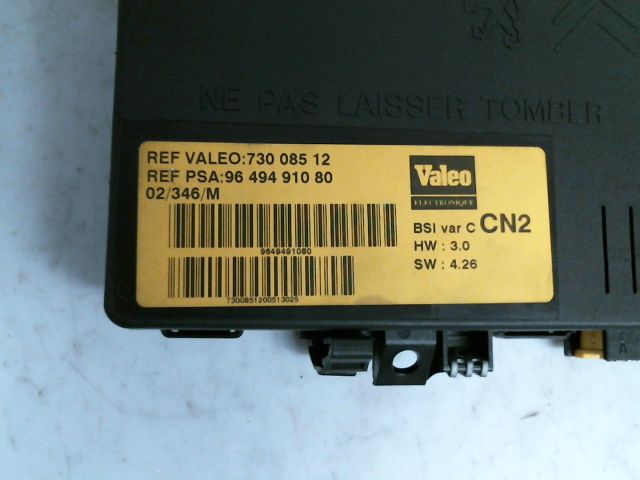 NE PAS LAISSER TOMBER
REF VALEO:730 085 12
REF PSA:96 494 910 80
02/346/M
9649491080
7300851200513025
Valeo
ELECTRONIQUE
BSI var C CN2
HW : 3.0
SW : 4.26
A